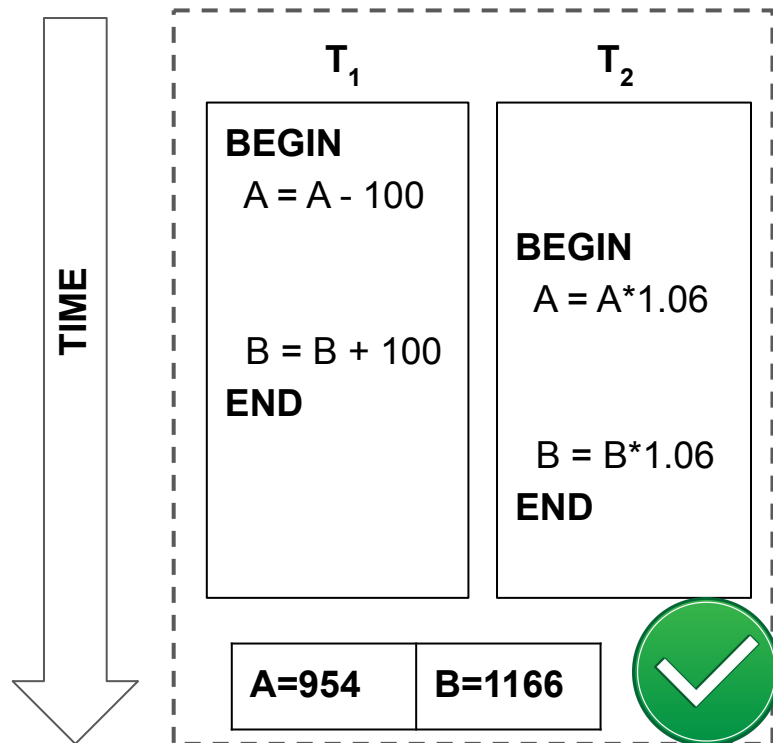 TIME
T1
T2
BEGIN
A = A - 100
B = B + 100
END
BEGIN
A = A*1.06
B = B*1.06
END
A=954
B=1166